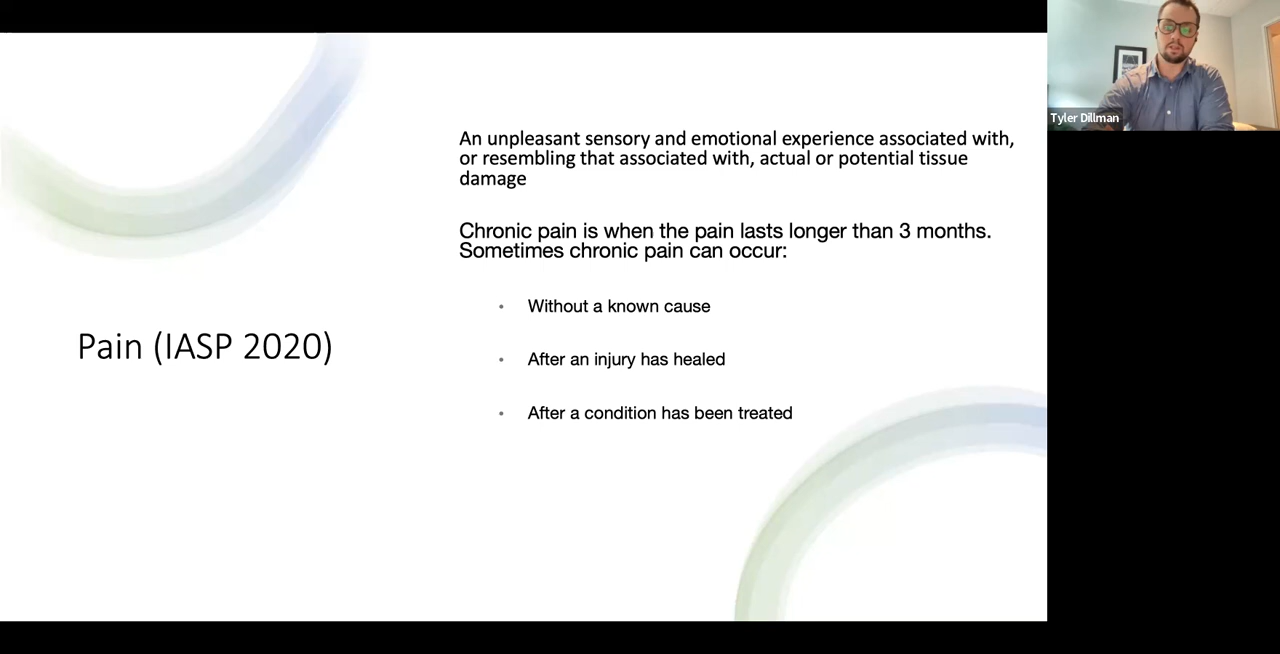 Pain (IASP 2020)
An unpleasant sensory and emotional experience associated with,
or resembling that associated with, actual or potential tissue
damage
Chronic pain is when the pain lasts longer than 3 months.
Sometimes chronic pain can occur:
• Without a known cause
• After an injury has healed
• After a condition has been treated
Tyler Dillman